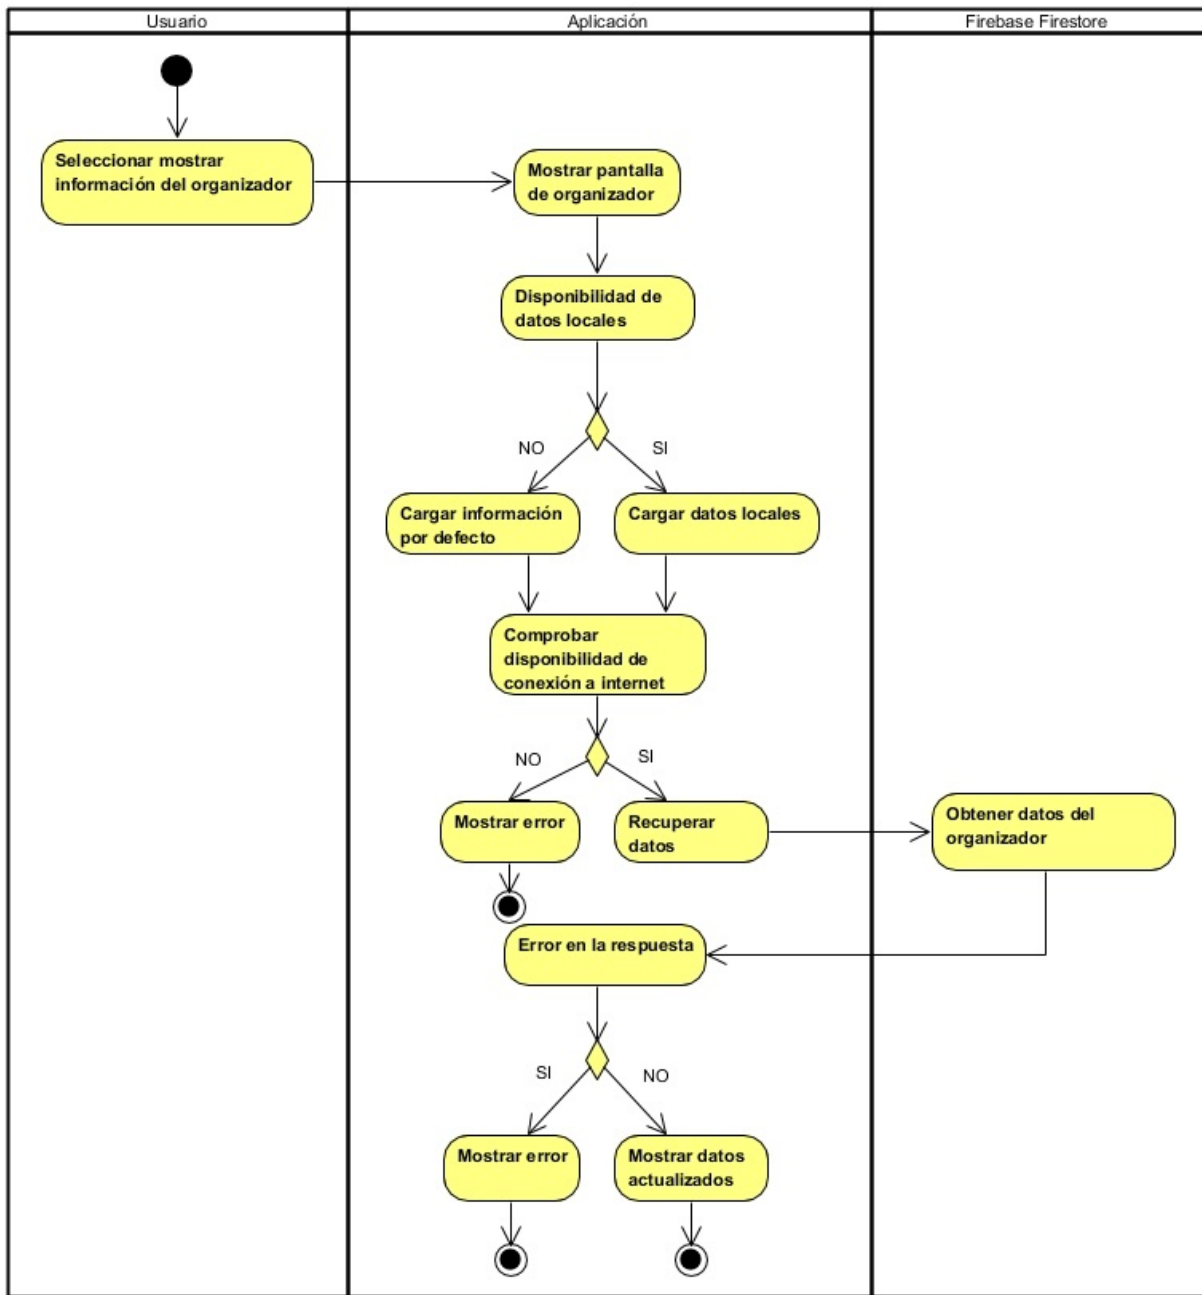 Usuario
Aplicación
Firebase Firestore
Seleccionar mostrar
información del organizador
Mostrar pantalla
de organizador
Disponibilidad de
datos locales
NO
SI
Cargar información
por defecto
Cargar datos locales
Comprobar
disponibilidad de
conexión a internet
NO
SI
Mostrar error
Recuperar
datos
Obtener datos del
organizador
Error en la respuesta
SI
NO
Mostrar error
Mostrar datos
actualizados